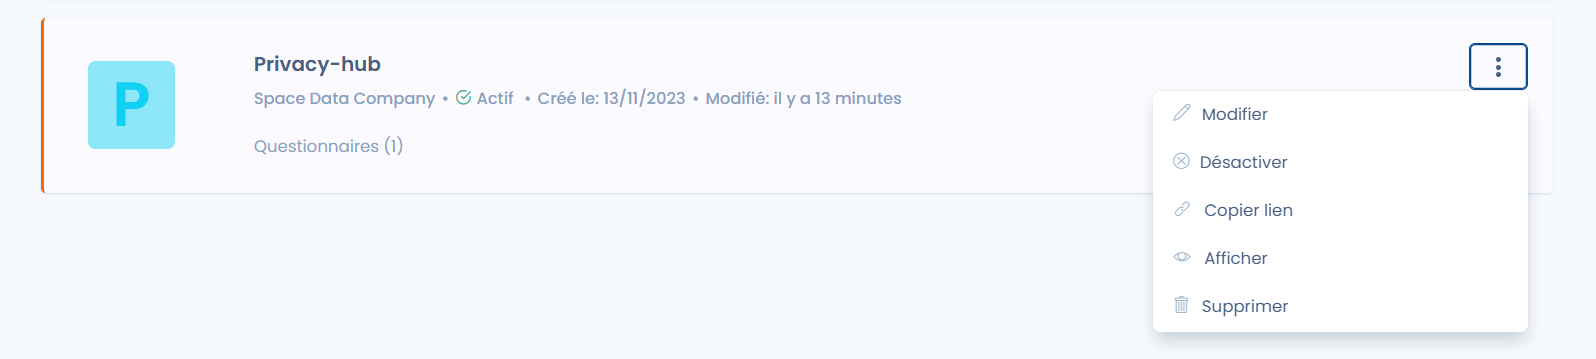 P
Privacy-hub
Space Data Company • Actif • Créé le: 13/11/2023 • Modifié: il y a 13 minutes
Questionnaires (1)
Modifier
Désactiver
Copier lien
Afficher
Supprimer